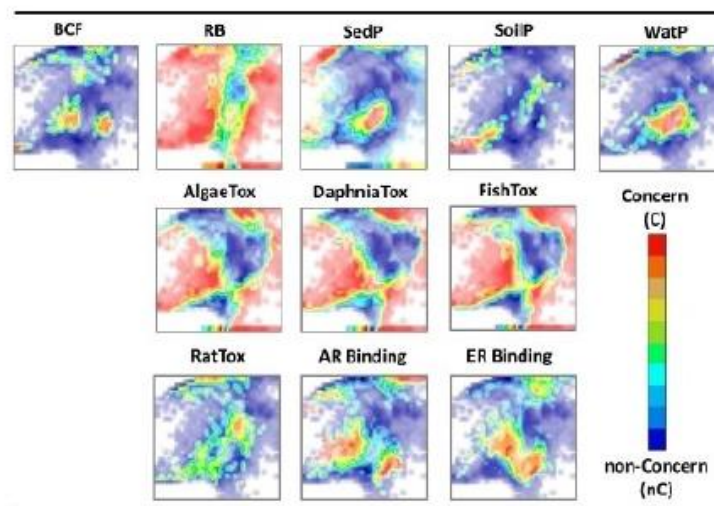 BCF RB SedP SoilP WatP
AlgaeTox DaphniaTox FishTox Concern
(C)
RatTox AR Binding ER Binding
non-Concern
(nC)